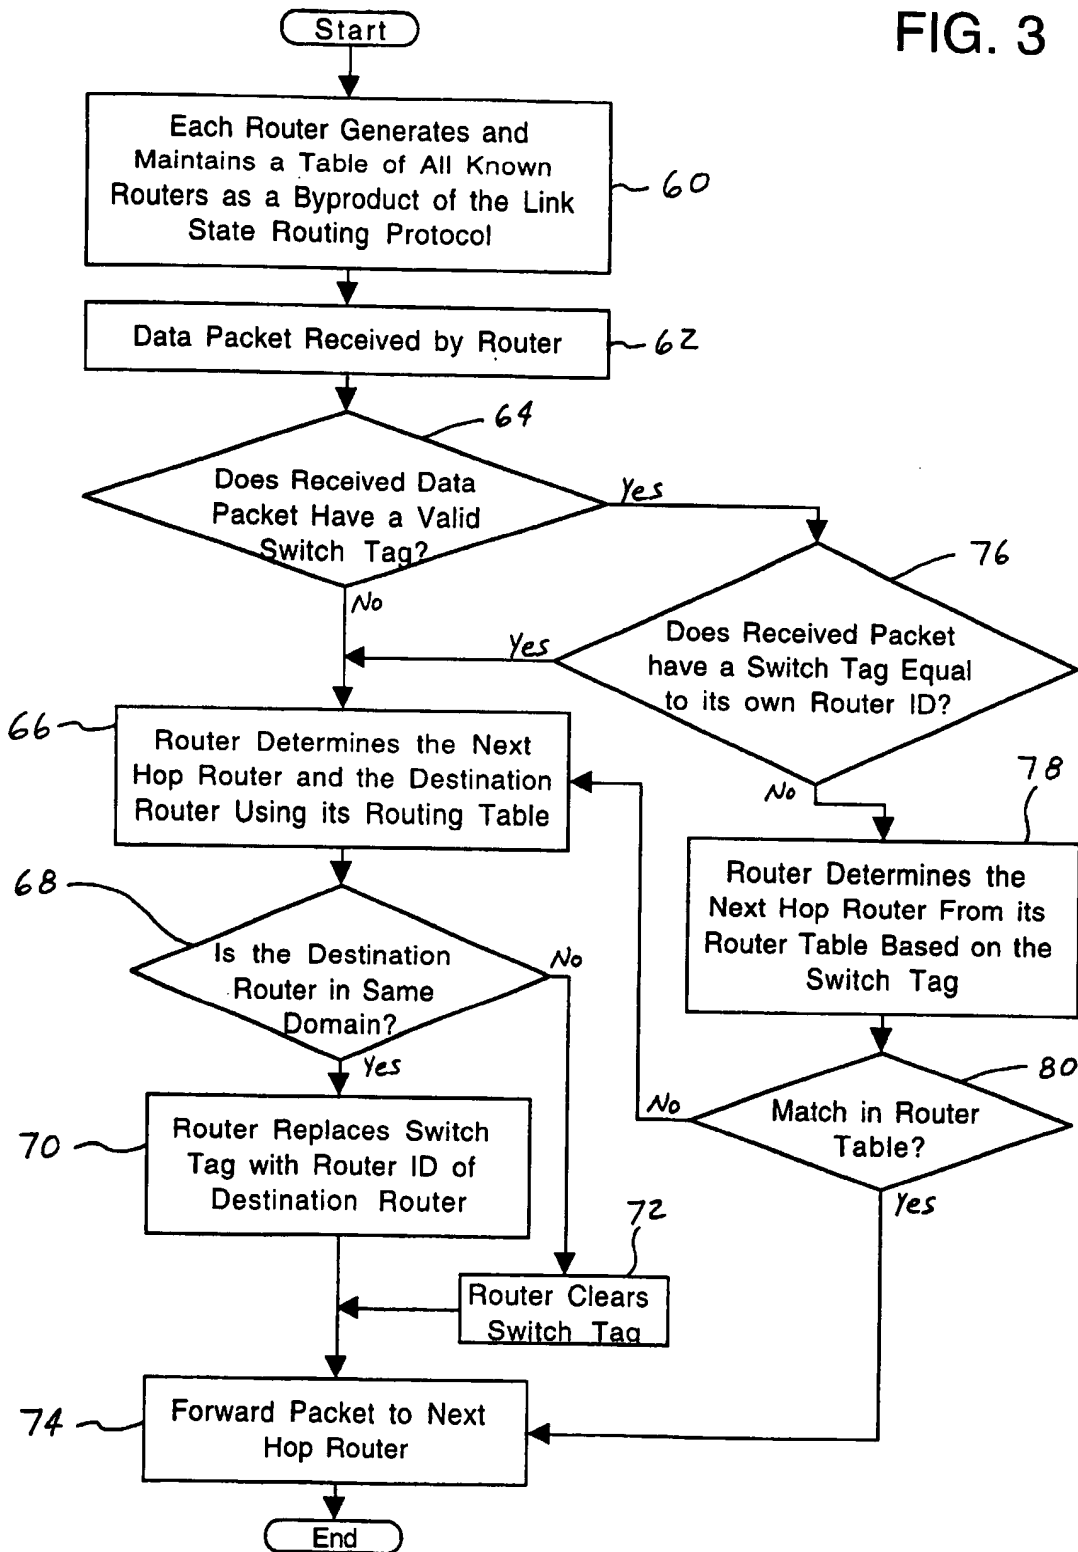 FIG. 3
Start
Each Router Generates and
Maintains a Table of All Known
Routers as a Byproduct of the Link
State Routing Protocol
60
Data Packet Received by Router
62
64
Does Received Data
Packet Have a Valid
Switch Tag?
Yes
No
76
Does Received Packet
have a Switch Tag Equal
to its own Router ID?
Yes
No
66
Router Determines the Next
Hop Router and the Destination
Router Using its Routing Table
78
Router Determines the
Next Hop Router From its
Router Table Based on the
Switch Tag
68
Is the Destination
Router in Same
Domain?
No
Yes
80
Match in Router
Table?
No
Yes
70
Router Replaces Switch
Tag with Router ID of
Destination Router
72
Router Clears
Switch Tag
74
Forward Packet to Next
Hop Router
End